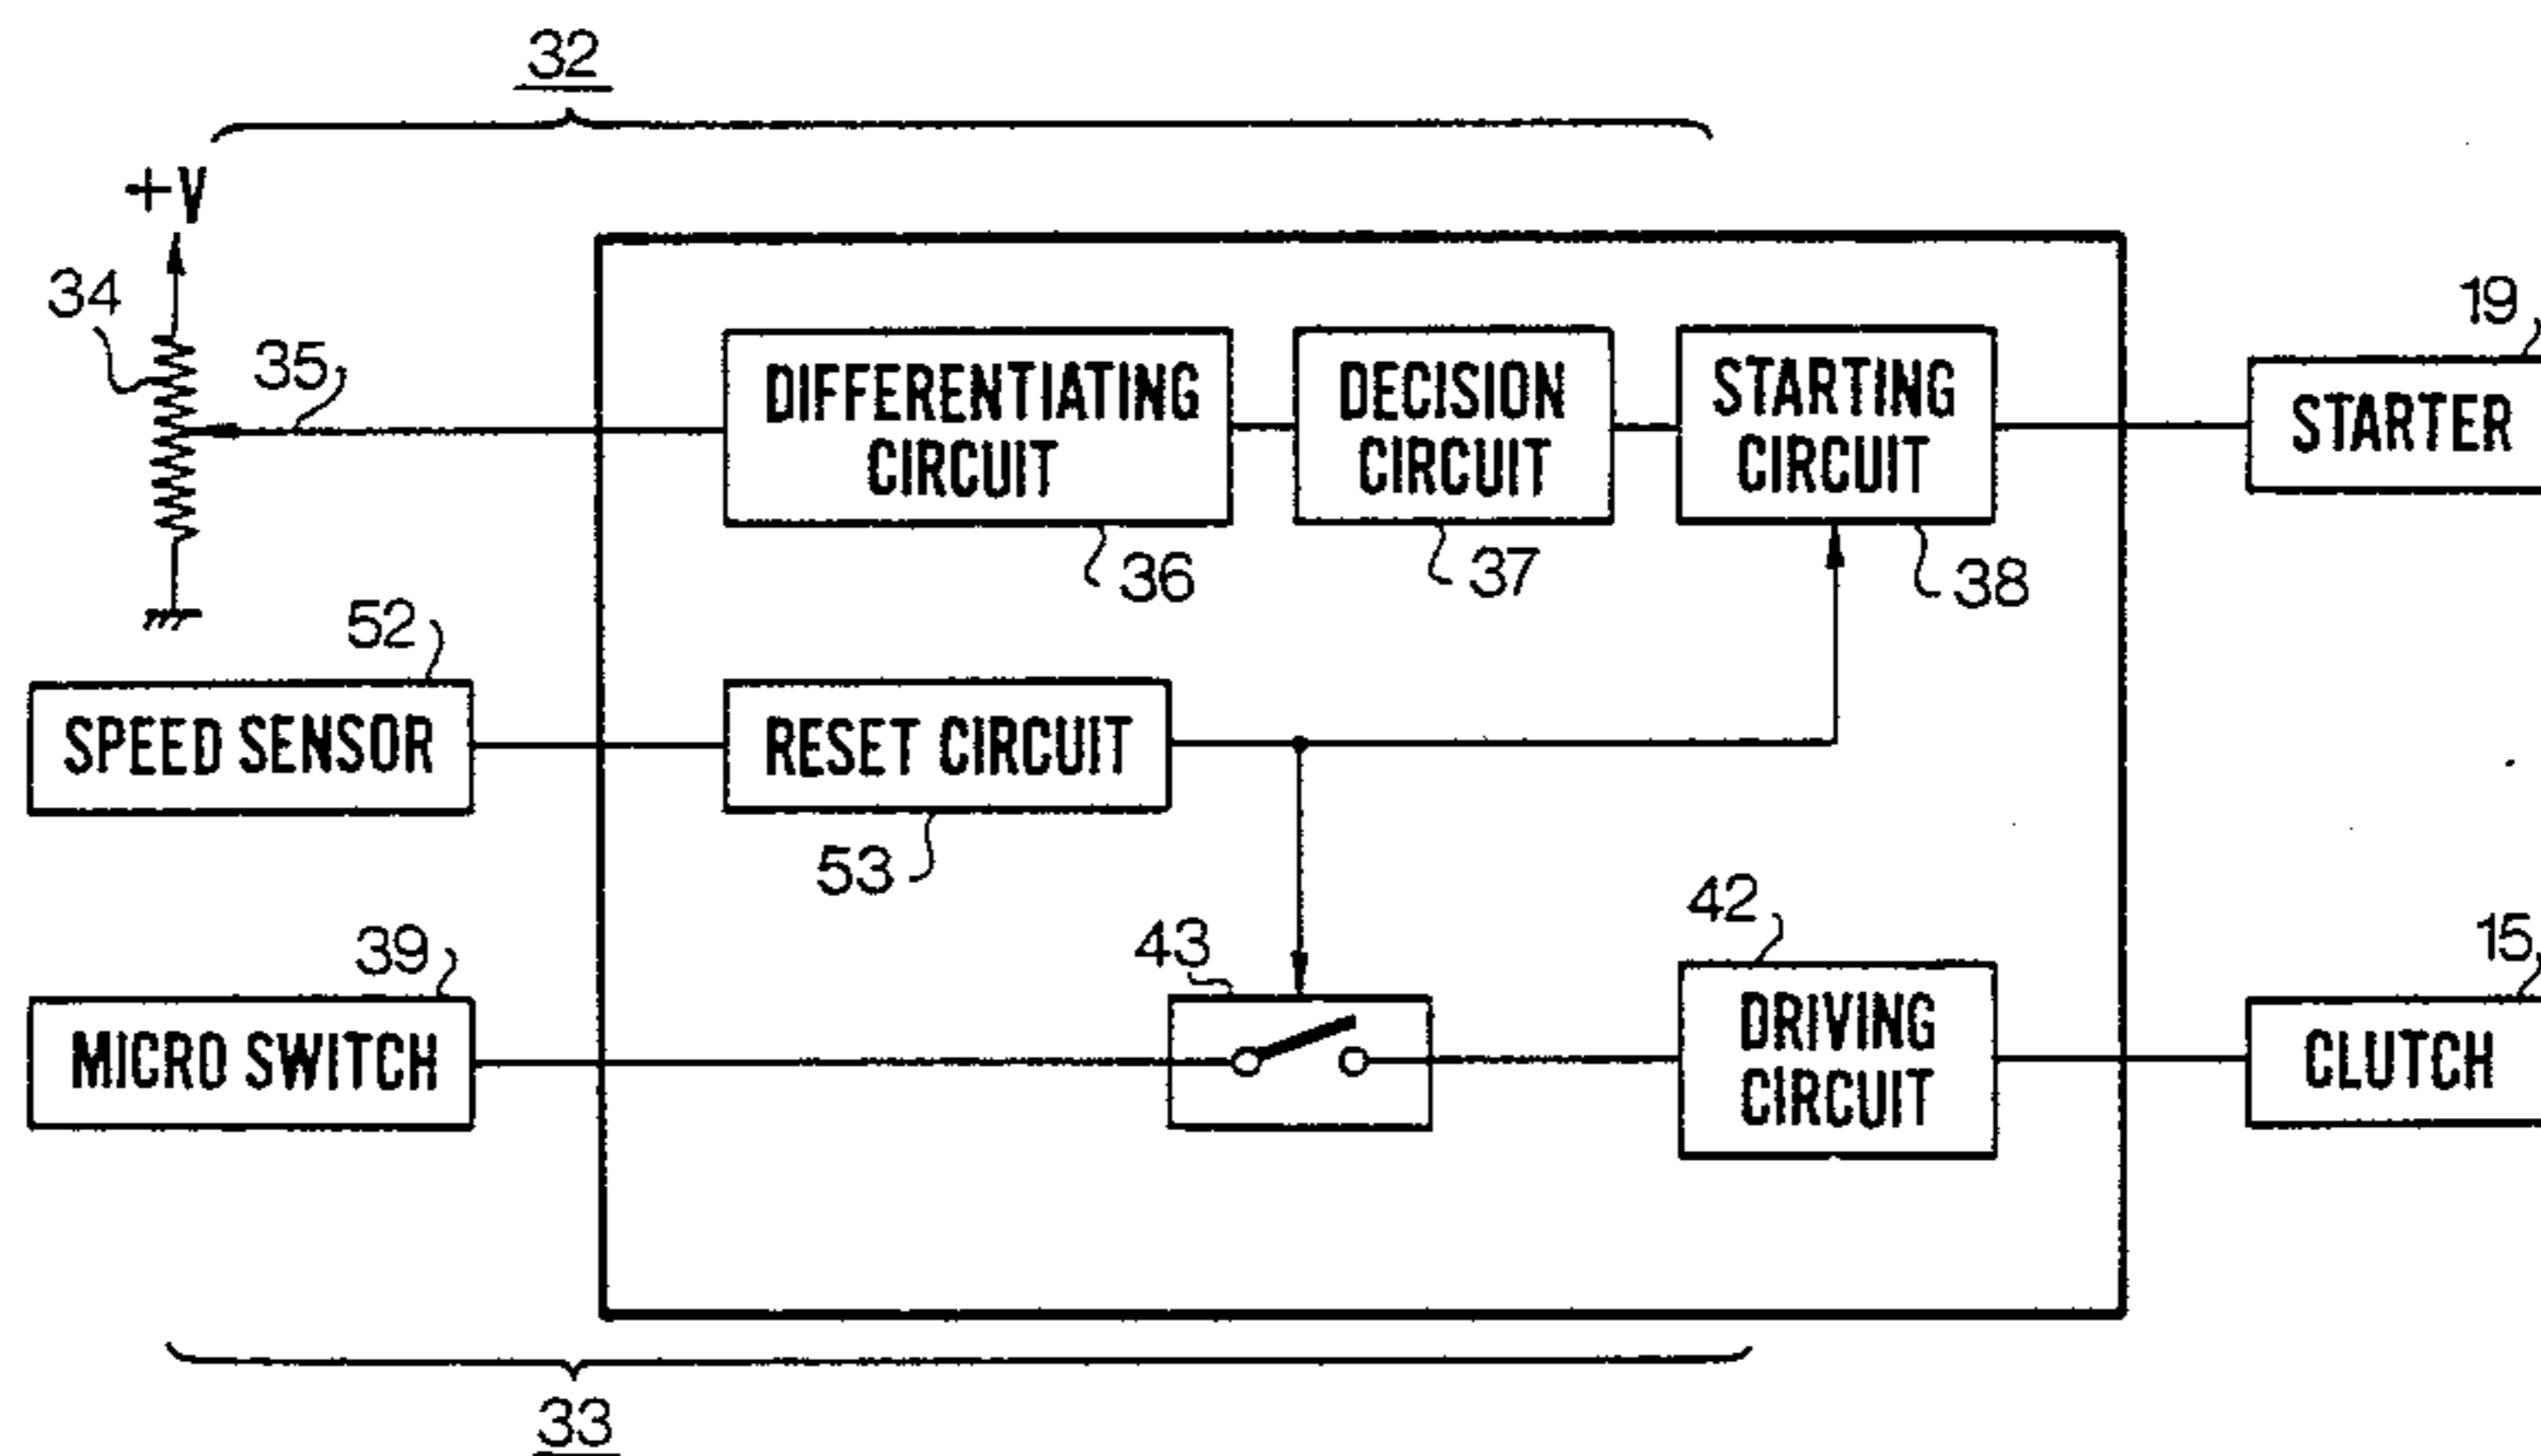 32
+V
34
35
DIFFERENTIATING
CIRCUIT
36
DECISION
CIRCUIT
37
STARTING
CIRCUIT
38
19
STARTER
52
SPEED SENSOR
RESET CIRCUIT
53
39
MICRO SWITCH
43
42
DRIVING
CIRCUIT
15
CLUTCH
33